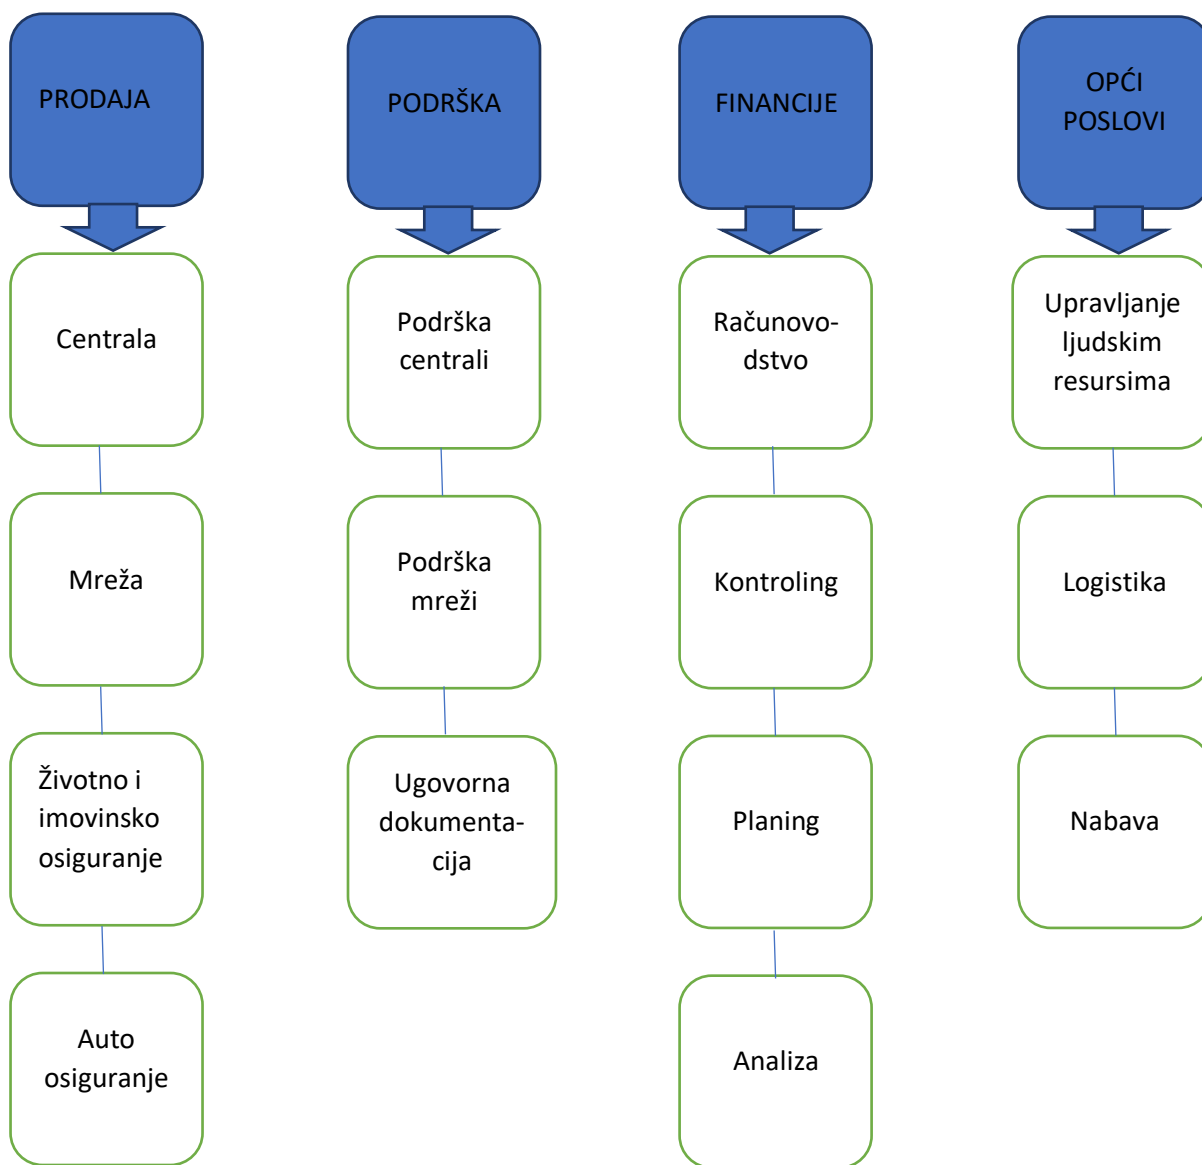 PRODAJA
PODRŠKA
FINANCIJE
OPĆI
POSLOVI
Centrala
Podrška
centrali
Računovo-
dstvo
Upravljanje
ljudskim
resursima
Mreža
Podrška
mreži
Kontroling
Logistika
Životno i
imovinsko
osiguranje
Ugovorna
dokumenta-
cija
Planing
Nabava
Auto
osiguranje
Analiza